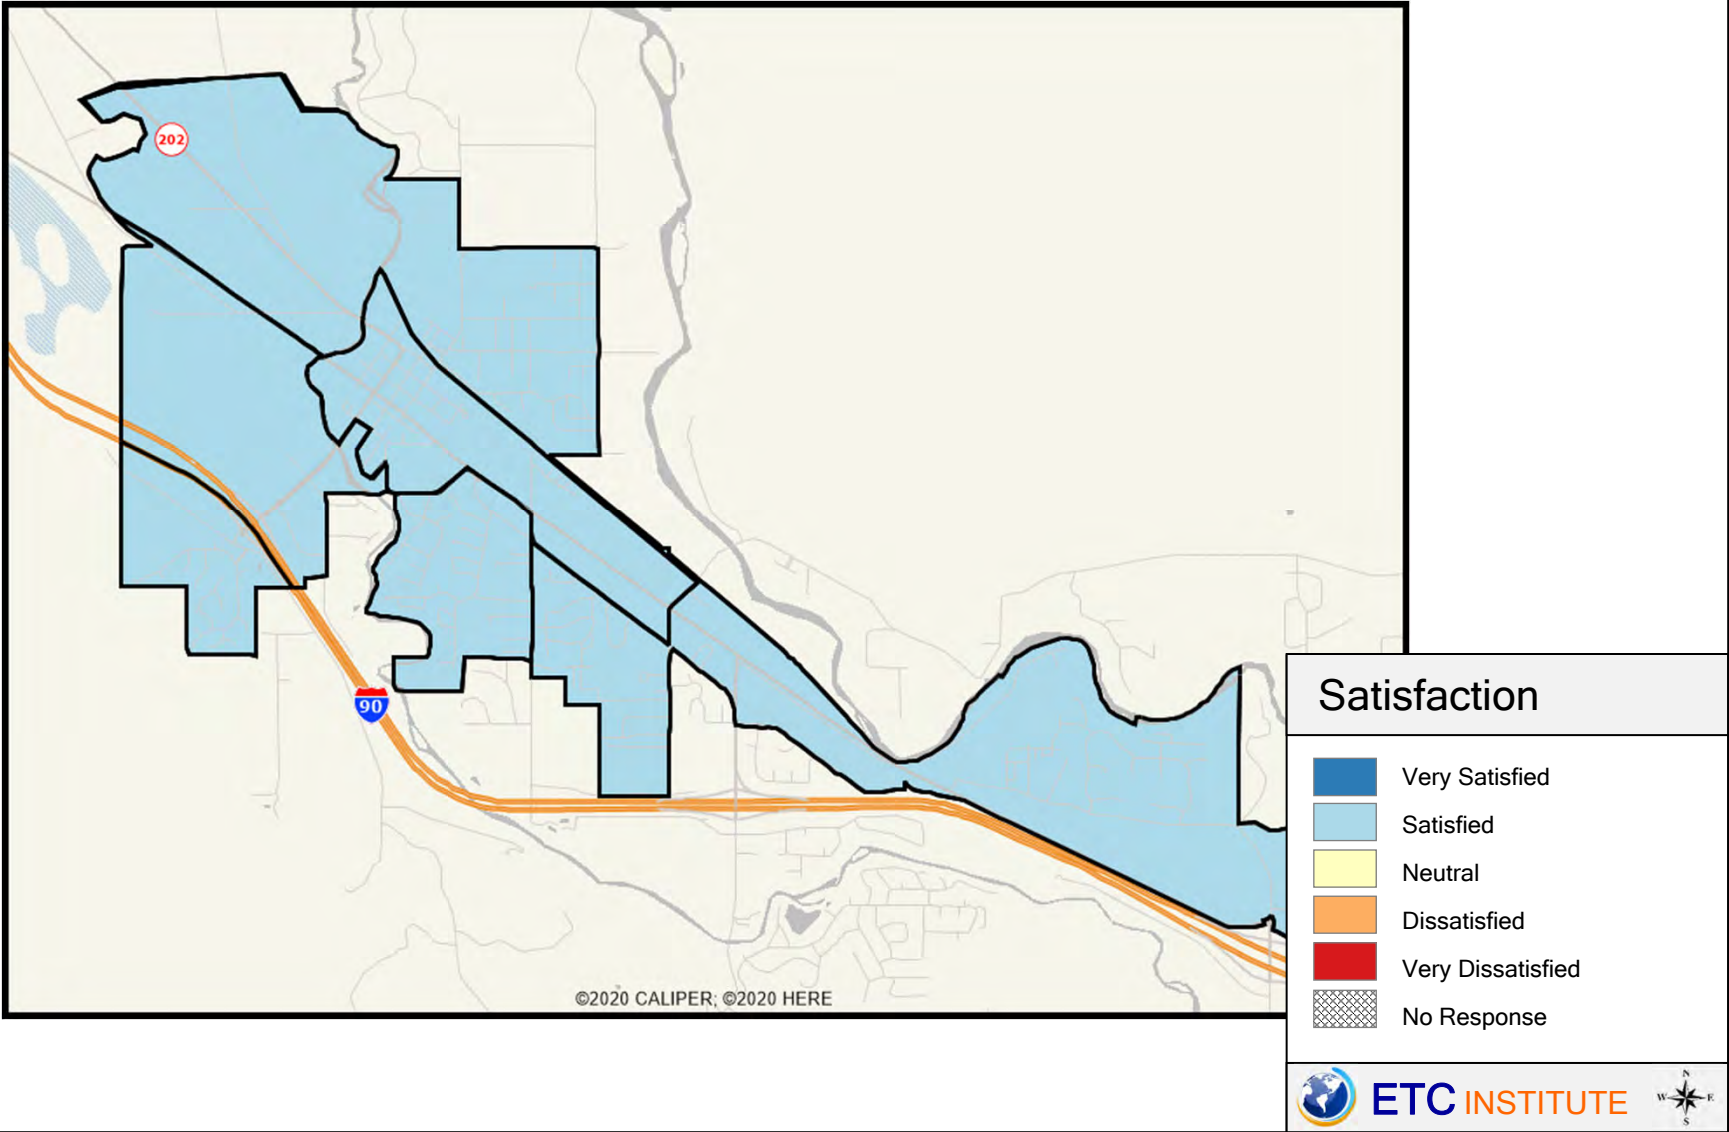 202
90
©2020 CALIPER; ©2020 HERE
Satisfaction
Very Satisfied
Satisfied
Neutral
Dissatisfied
Very Dissatisfied
No Response
ETC INSTITUTE
N
W E
S